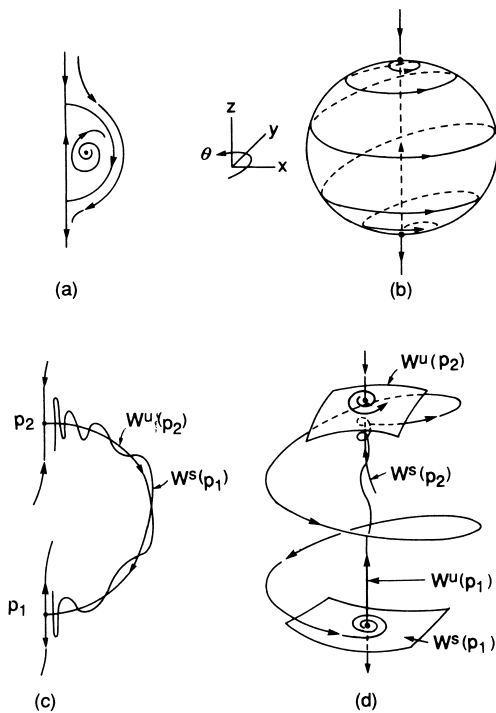 (a)
z
y
x
θ
(b)
p2
Wu(p2)
Ws(p1)
p1
(c)
Wu(p2)
Ws(p2)
Wu(p1)
Ws(p1)
(d)